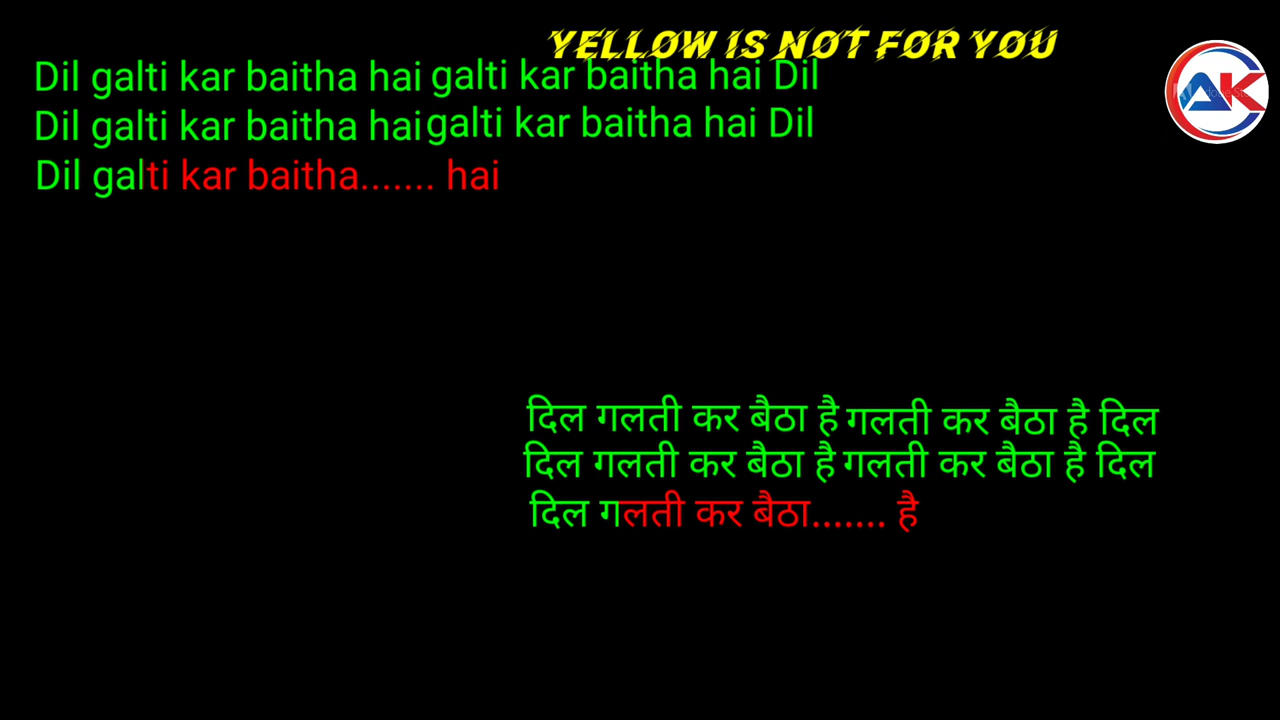 YELLOW IS NOT FOR YOU
Dil galti kar baitha hai galti kar baitha hai Dil
Dil galti kar baitha hai galti kar baitha hai Dil
Dil galti kar baitha....... hai
AK
दिल गलती कर बैठा है गलती कर बैठा है दिल
दिल गलती कर बैठा है गलती कर बैठा है दिल
दिल गलती कर बैठा....... है